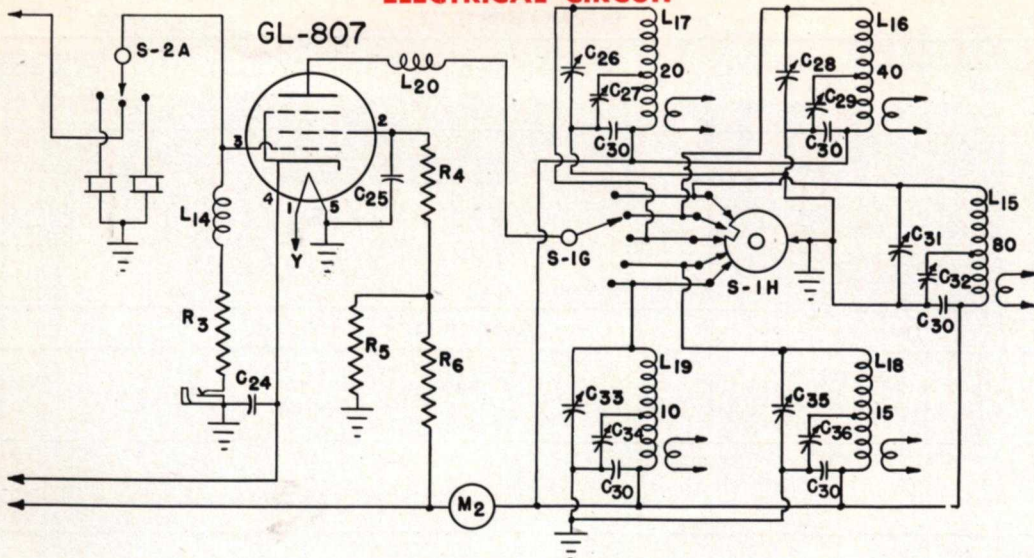 ELECTRICAL CIRCUIT
GL-807
S-2A
L20
3
2
4
1
5
Y
C25
L14
R3
C24
R4
R5
R6
M2
S-1G
S-1H
L17
20
C26
C27
C30
L16
40
C28
C29
C30
L15
80
C31
C32
C30
L19
10
C33
C34
C30
L18
15
C35
C36
C30